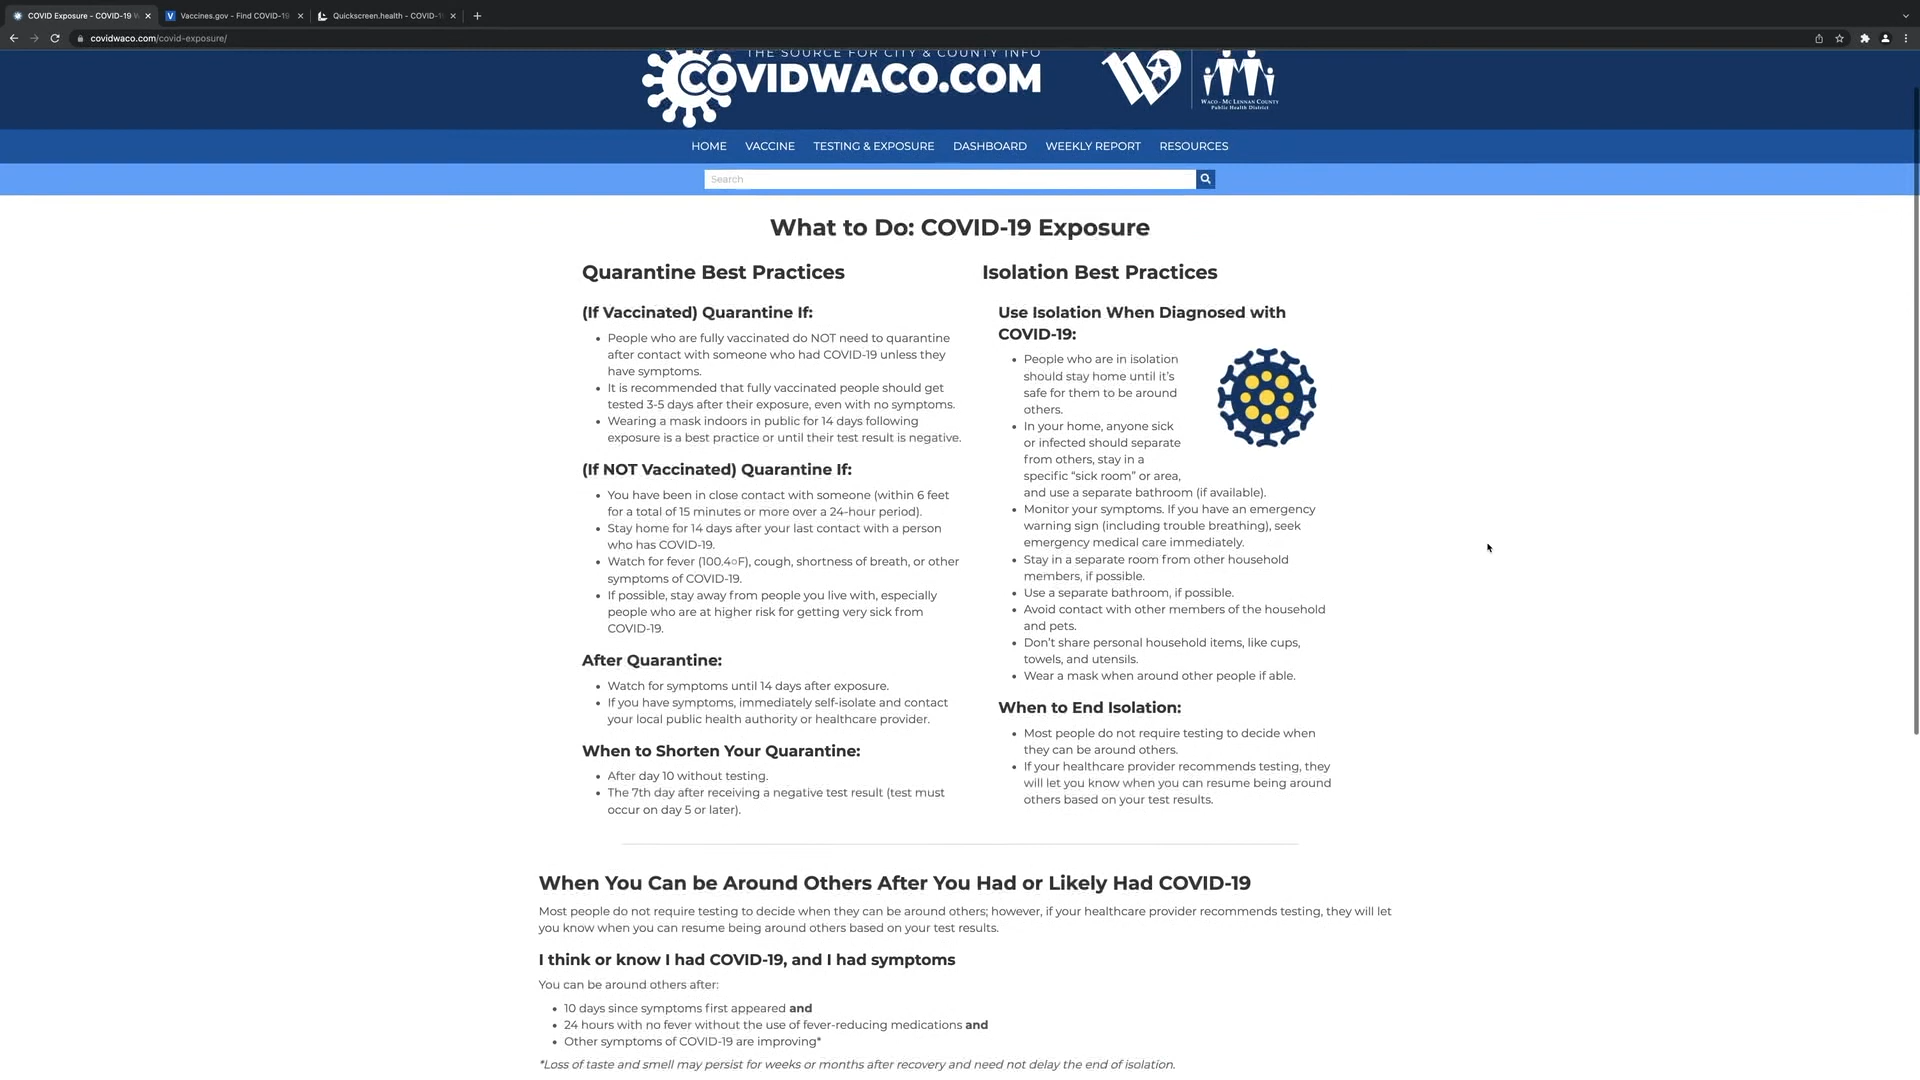 COVID Exposure - COVID-19 W
Vaccines.gov - Find COVID-19
Quickscreen.health - COVID-1
covidwaco.com/covid-exposure/
THE SOURCE FOR CITY & COUNTY INFO
COVIDWACO.COM
W
WACO - MCLENNAN COUNTY
Public Health District
HOME VACCINE TESTING & EXPOSURE DASHBOARD WEEKLY REPORT RESOURCES
Search
What to Do: COVID-19 Exposure
Quarantine Best Practices
(If Vaccinated) Quarantine If:
• People who are fully vaccinated do NOT need to quarantine
after contact with someone who had COVID-19 unless they
have symptoms.
• It is recommended that fully vaccinated people should get
tested 3-5 days after their exposure, even with no symptoms.
• Wearing a mask indoors in public for 14 days following
exposure is a best practice or until their test result is negative.
(If NOT Vaccinated) Quarantine If:
• You have been in close contact with someone (within 6 feet
for a total of 15 minutes or more over a 24-hour period).
• Stay home for 14 days after your last contact with a person
who has COVID-19.
• Watch for fever (100.4○F), cough, shortness of breath, or other
symptoms of COVID-19.
• If possible, stay away from people you live with, especially
people who are at higher risk for getting very sick from
COVID-19.
After Quarantine:
• Watch for symptoms until 14 days after exposure.
• If you have symptoms, immediately self-isolate and contact
your local public health authority or healthcare provider.
When to Shorten Your Quarantine:
• After day 10 without testing.
• The 7th day after receiving a negative test result (test must
occur on day 5 or later).
Isolation Best Practices
Use Isolation When Diagnosed with
COVID-19:
• People who are in isolation
should stay home until it’s
safe for them to be around
others.
• In your home, anyone sick
or infected should separate
from others, stay in a
specific “sick room” or area,
and use a separate bathroom (if available).
• Monitor your symptoms. If you have an emergency
warning sign (including trouble breathing), seek
emergency medical care immediately.
• Stay in a separate room from other household
members, if possible.
• Use a separate bathroom, if possible.
• Avoid contact with other members of the household
and pets.
• Don’t share personal household items, like cups,
towels, and utensils.
• Wear a mask when around other people if able.
When to End Isolation:
• Most people do not require testing to decide when
they can be around others.
• If your healthcare provider recommends testing, they
will let you know when you can resume being around
others based on your test results.
When You Can be Around Others After You Had or Likely Had COVID-19
Most people do not require testing to decide when they can be around others; however, if your healthcare provider recommends testing, they will let
you know when you can resume being around others based on your test results.
I think or know I had COVID-19, and I had symptoms
You can be around others after:
• 10 days since symptoms first appeared and
• 24 hours with no fever without the use of fever-reducing medications and
• Other symptoms of COVID-19 are improving*
*Loss of taste and smell may persist for weeks or months after recovery and need not delay the end of isolation.